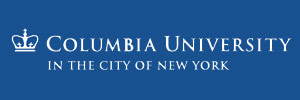 COLUMBIA UNIVERSITY
IN THE CITY OF NEW YORK